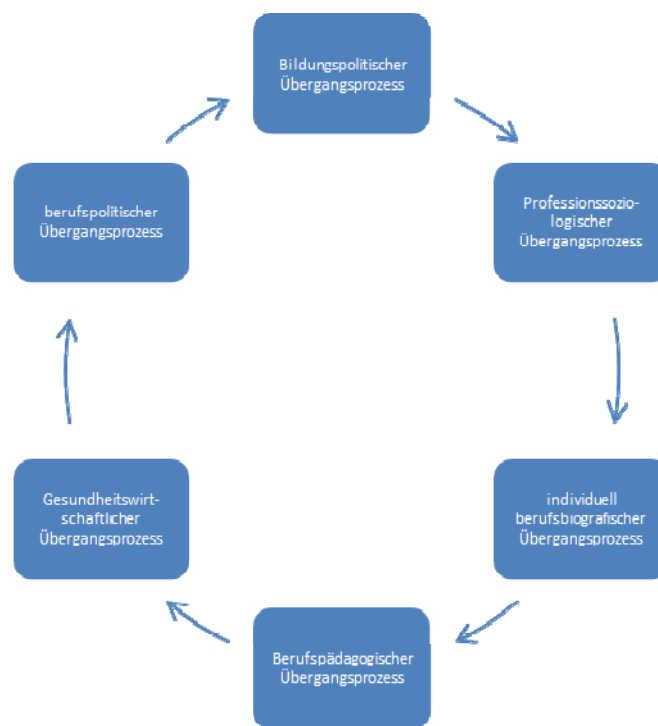 Bildungspolitischer
Übergangsprozess
Professionssozio-
logischer
Übergangsprozess
individuell
berufsbiografischer
Übergangsprozess
Berufspädagogischer
Übergangsprozess
Gesundheitswirt-
schaftlicher
Übergangsprozess
berufspolitischer
Übergangsprozess